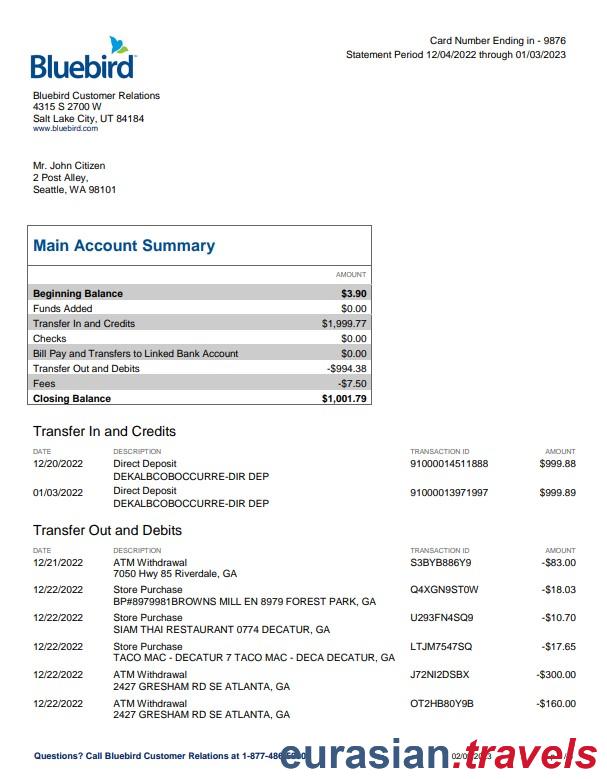 Card Number Ending in - 9876
Statement Period 12/04/2022 through 01/03/2023
Bluebird
Bluebird Customer Relations
4315 S 2700 W
Salt Lake City, UT 84184
www.bluebird.com
Mr. John Citizen
2 Post Alley,
Seattle, WA 98101
Main Account Summary
AMOUNT
Beginning Balance $3.90
Funds Added $0.00
Transfer In and Credits $1,999.77
Checks $0.00
Bill Pay and Transfers to Linked Bank Account $0.00
Transfer Out and Debits -$994.38
Fees -$7.50
Closing Balance $1,001.79
Transfer In and Credits
DATE DESCRIPTION TRANSACTION ID AMOUNT
12/20/2022 Direct Deposit 91000014511888 $999.88
DEKALBCOBOCCURRE-DIR DEP
01/03/2022 Direct Deposit 91000013971997 $999.89
DEKALBCOBOCCURRE-DIR DEP
Transfer Out and Debits
DATE DESCRIPTION TRANSACTION ID AMOUNT
12/21/2022 ATM Withdrawal S3BYB886Y9 -$83.00
7050 Hwy 85 Riverdale, GA
12/22/2022 Store Purchase Q4XGN9ST0W -$18.03
BP#8979981BROWNS MILL EN 8979 FOREST PARK, GA
12/22/2022 Store Purchase U293FN4SQ9 -$10.70
SIAM THAI RESTAURANT 0774 DECATUR, GA
12/22/2022 Store Purchase LTJM7547SQ -$17.65
TACO MAC - DECATUR 7 TACO MAC - DECA DECATUR, GA
12/22/2022 ATM Withdrawal J72NI2DSBX -$300.00
2427 GRESHAM RD SE ATLANTA, GA
12/22/2022 ATM Withdrawal OT2HB80Y9B -$160.00
2427 GRESHAM RD SE ATLANTA, GA
Questions? Call Bluebird Customer Relations at
eurasian.travels